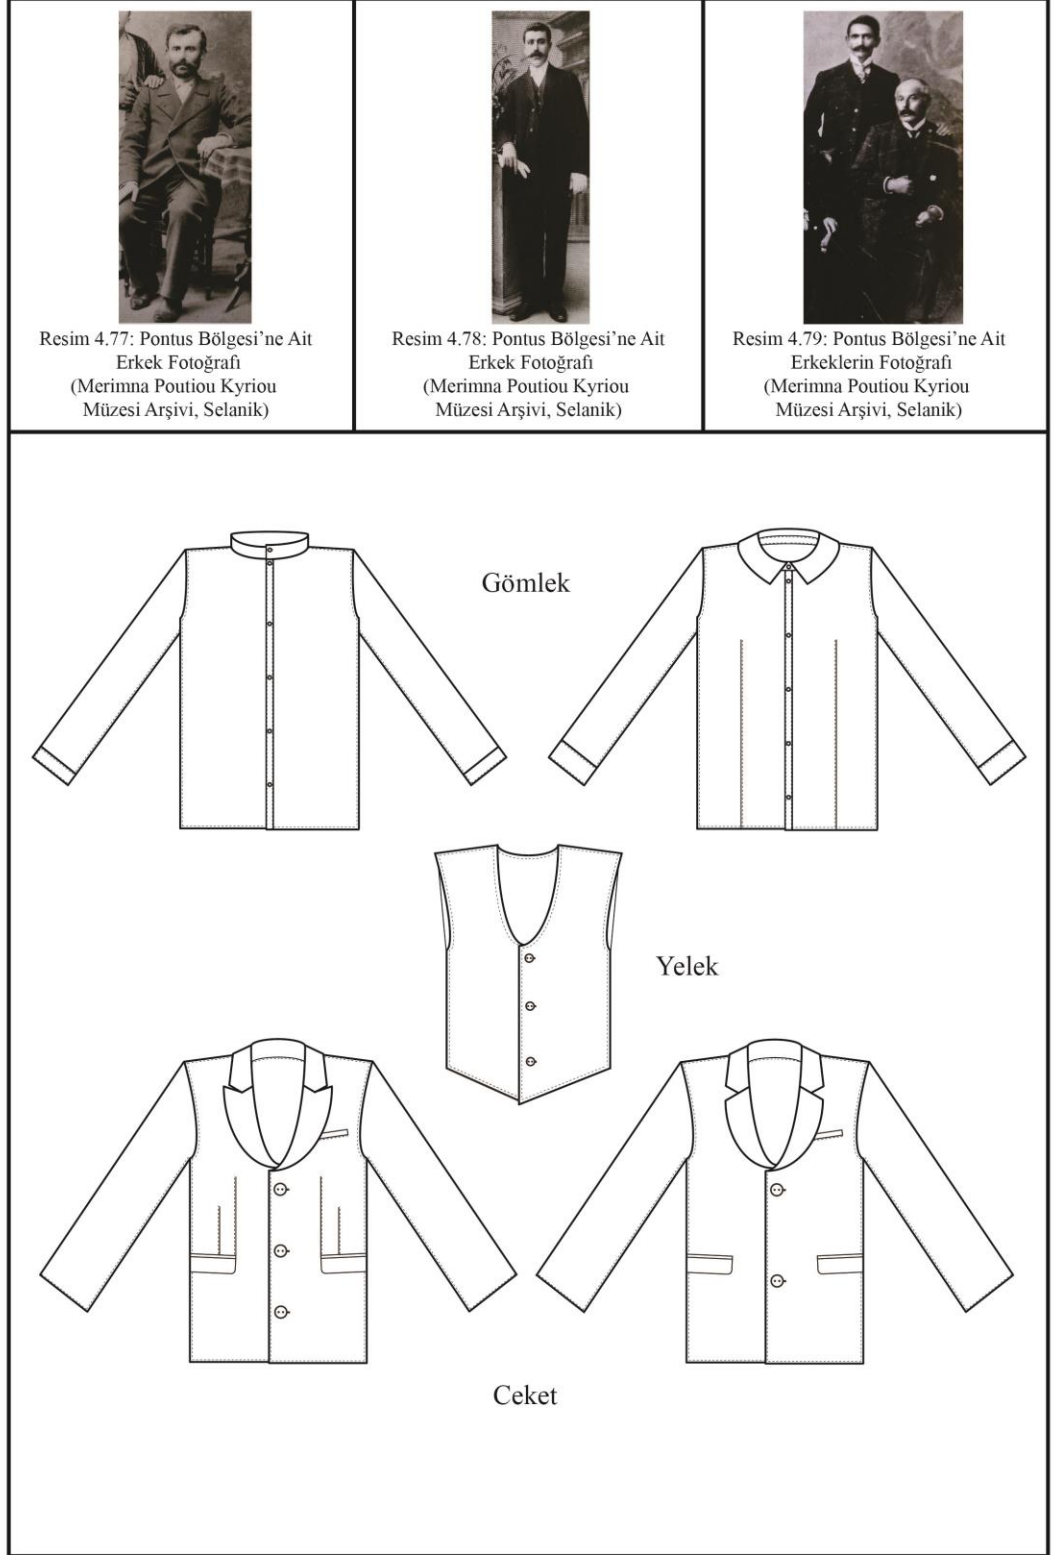 Resim 4.77: Pontus Bölgesi’ne Ait
Erkek Fotoğrafı
(Merimna Poutiou Kyriou
Müzesi Arşivi, Selanik)
Resim 4.78: Pontus Bölgesi’ne Ait
Erkek Fotoğrafı
(Merimna Poutiou Kyriou
Müzesi Arşivi, Selanik)
Resim 4.79: Pontus Bölgesi’ne Ait
Erkeklerin Fotoğrafı
(Merimna Poutiou Kyriou
Müzesi Arşivi, Selanik)
Gömlek
Yelek
Ceket